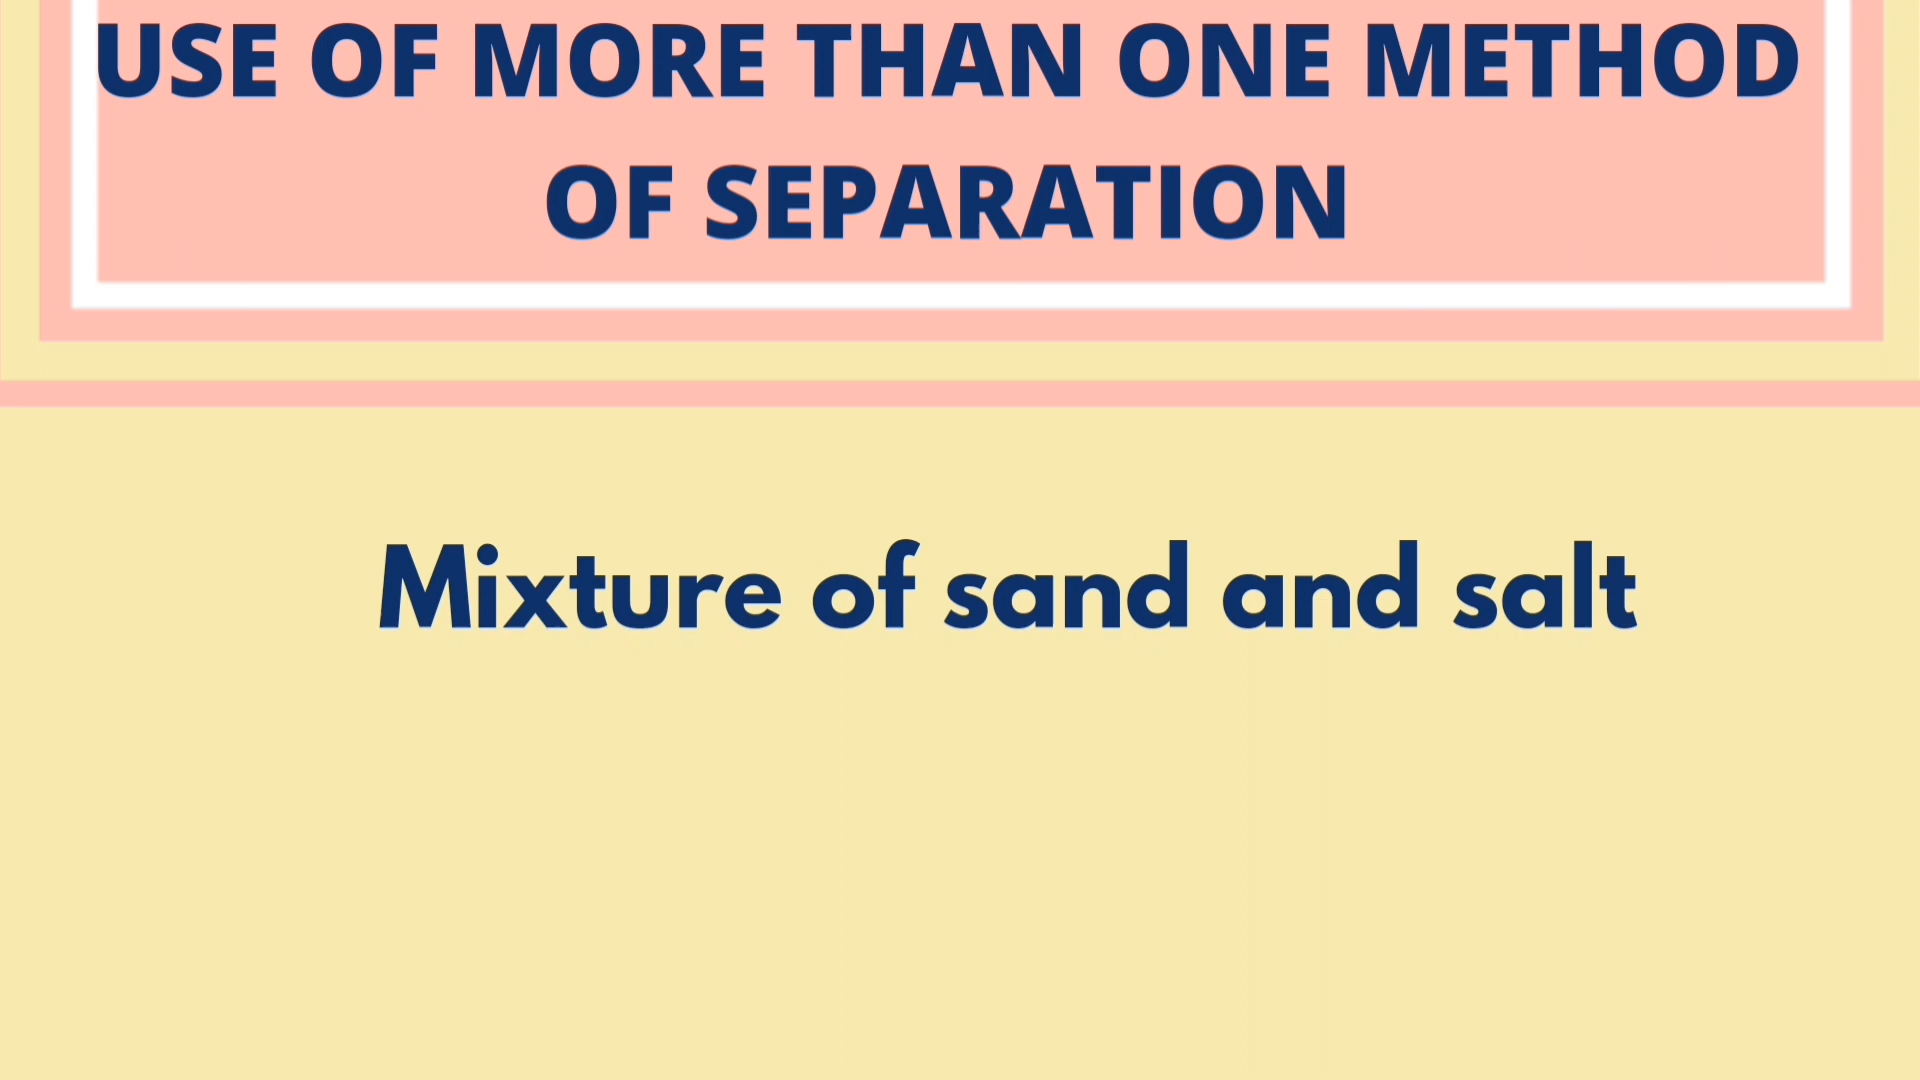 USE OF MORE THAN ONE METHOD
OF SEPARATION
Mixture of sand and salt